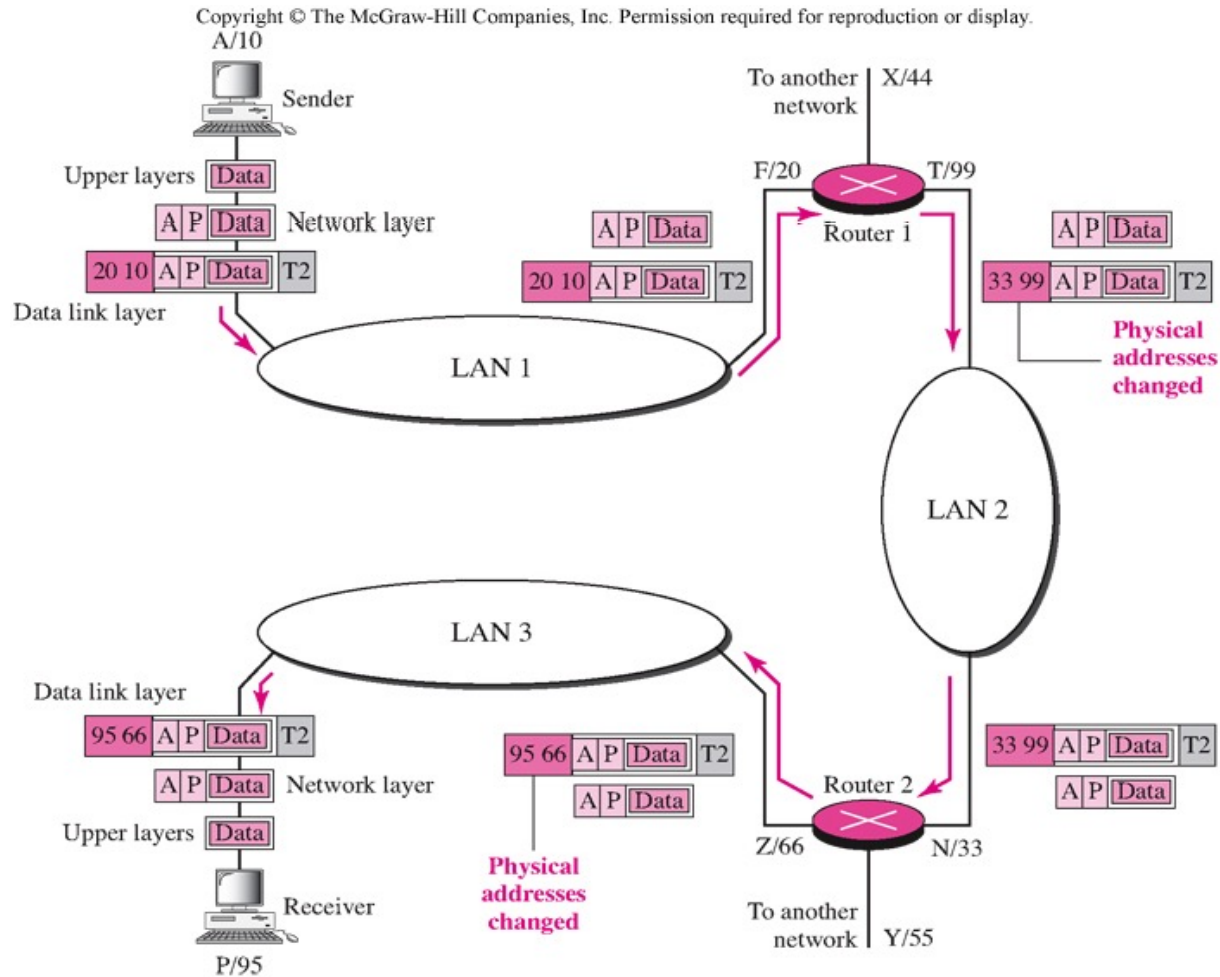 Copyright © The McGraw-Hill Companies, Inc. Permission required for reproduction or display.
A/10
Sender
To another
network
X/44
Upper layers
Data
F/20
T/99
A P Data
Network layer
A P Data
Router 1
A P Data
20 10 A P Data T2
20 10 A P Data T2
33 99 A P Data T2
Data link layer
Physical
addresses
changed
LAN 1
LAN 2
LAN 3
Data link layer
95 66 A P Data T2
95 66 A P Data T2
33 99 A P Data T2
A P Data
Network layer
A P Data
Router 2
A P Data
Upper layers
Data
Z/66
N/33
Physical
addresses
changed
Receiver
To another
network
Y/55
P/95